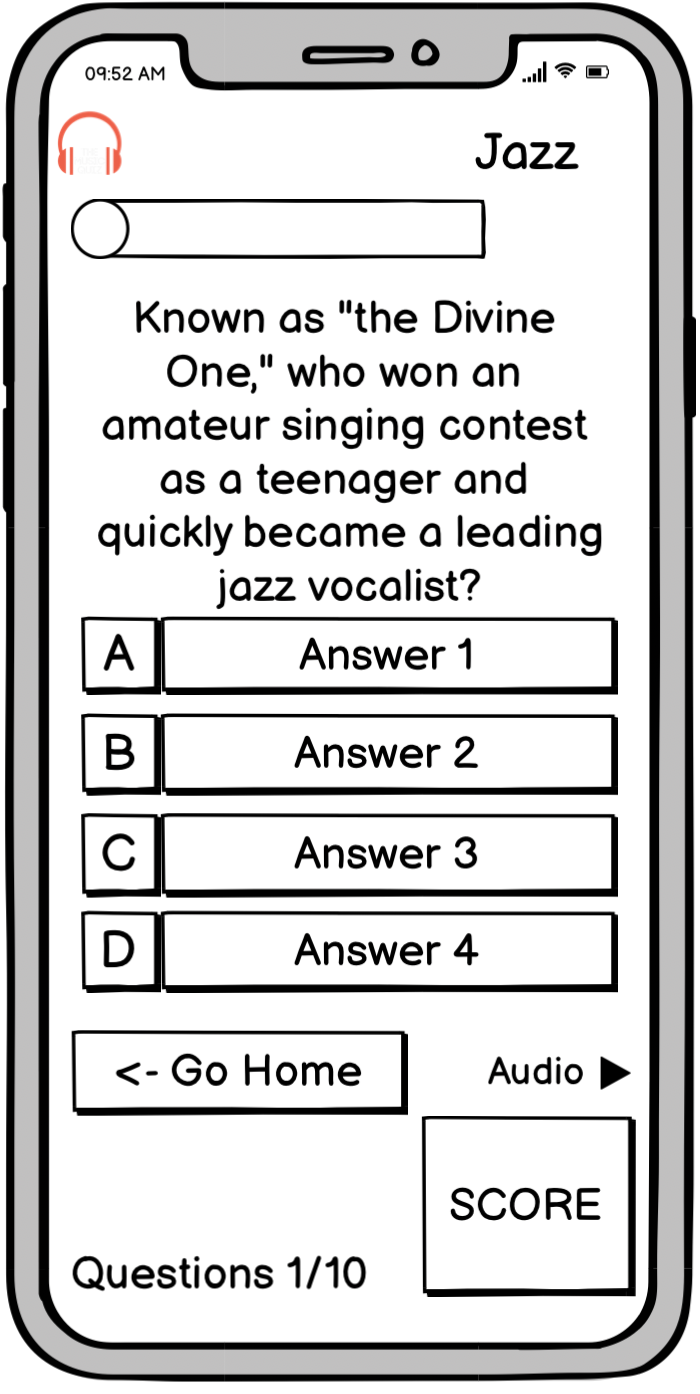 09:52 AM
Jazz
Known as "the Divine
One," who won an
amateur singing contest
as a teenager and
quickly became a leading
jazz vocalist?
A Answer 1
B Answer 2
C Answer 3
D Answer 4
<- Go Home
Audio
SCORE
Questions 1/10